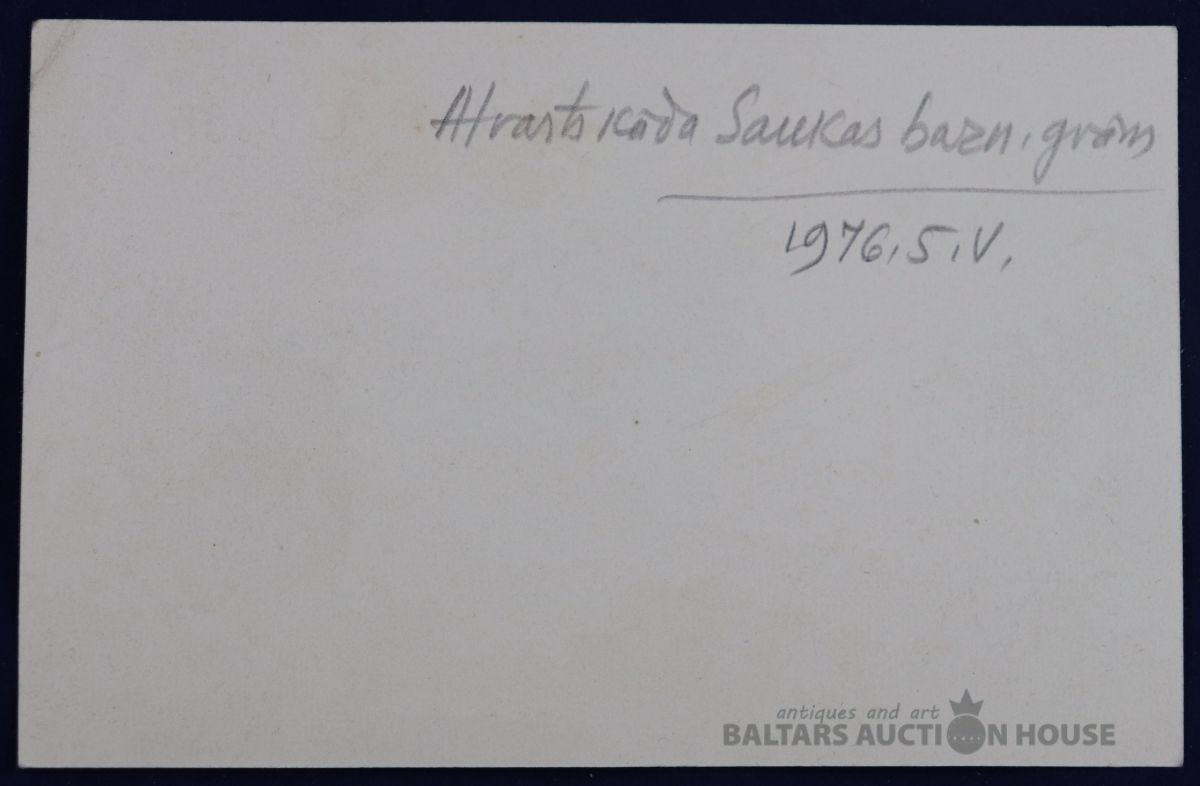 Atrasts kāda Saukas bazn. grām
1976. 5. V.
antiques and art
BALTARS AUCTION HOUSE